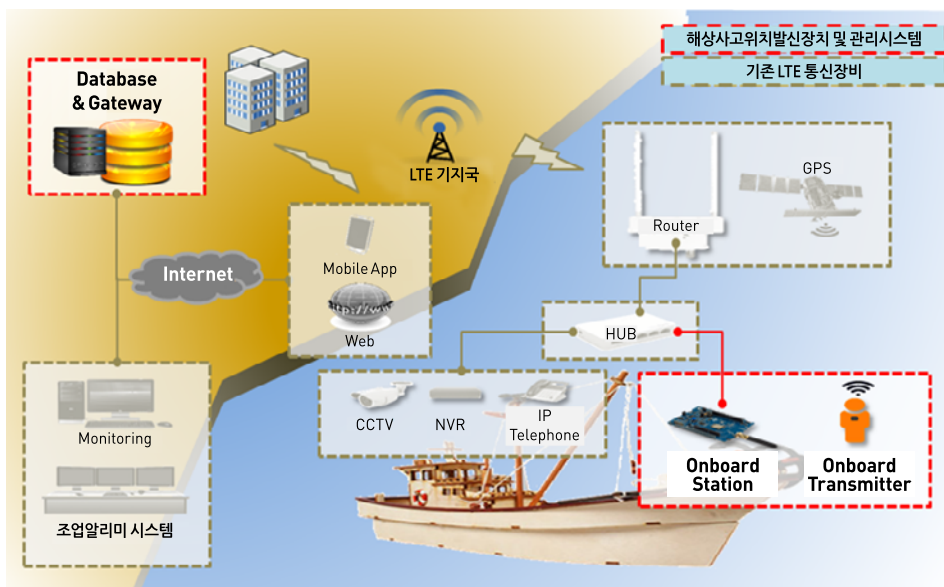 해상사고위치발신장치 및 관리시스템
기존 LTE 통신장비
Database
& Gateway
LTE 기지국
GPS
Router
Internet
Mobile App
http://www
Web
HUB
Monitoring
조업알리미 시스템
CCTV
NVR
IP
Telephone
Onboard
Station
Onboard
Transmitter